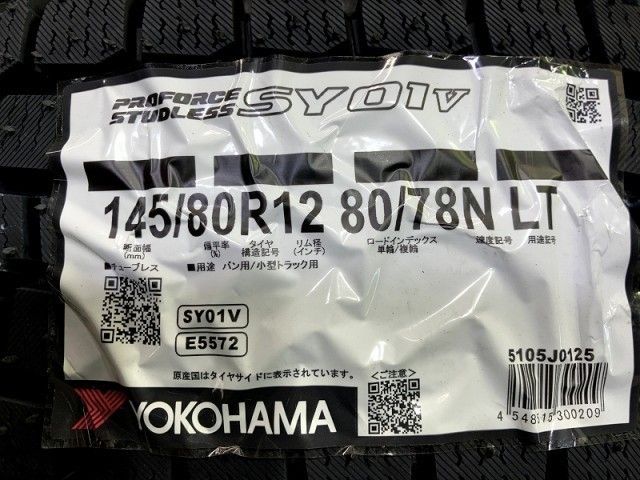 PROFORCE
STUDLESS SY01V
145/80R12 80/78N LT
断面幅 (mm) 偏平率 (%) タイヤ 構造記号 リム径 (インチ) ロードインデックス 単輪/複輪 速度記号 用途記号
■チューブレス ■用途 バン用/小型トラック用
SY01V
E5572
原産国はタイヤサイドに表示されています。
<ご注意>
5105J0125
YOKOHAMA